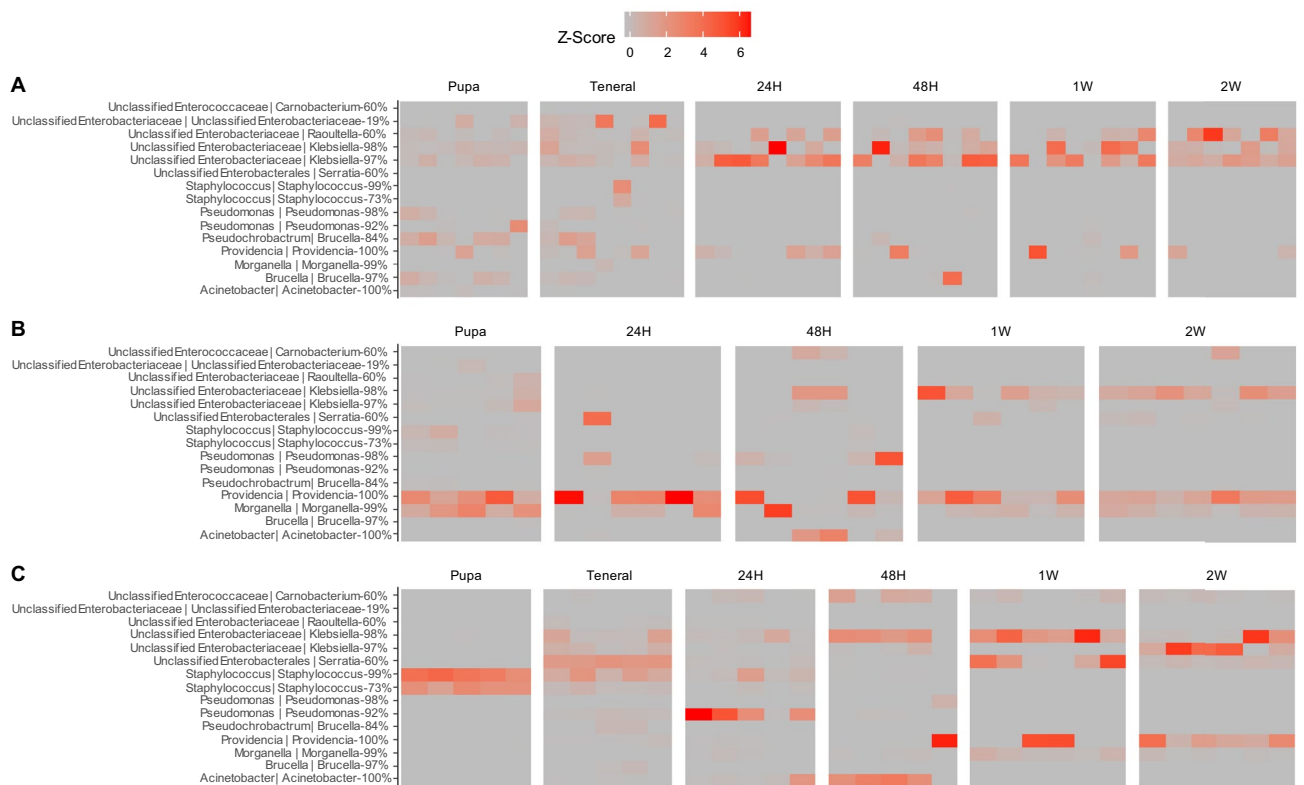 Z-Score
0 2 4 6
A
Pupa Teneral 24H 48H 1W 2W
Unclassified Enterococcaceae | Carnobacterium-60%
Unclassified Enterobacteriaceae | Unclassified Enterobacteriaceae-19%
Unclassified Enterobacteriaceae | Raoultella-60%
Unclassified Enterobacteriaceae | Klebsiella-98%
Unclassified Enterobacteriaceae | Klebsiella-97%
Unclassified Enterobacteriaceae | Serratia-60%
Staphylococcus | Staphylococcus-99%
Staphylococcus | Staphylococcus-73%
Pseudomonas | Pseudomonas-98%
Pseudomonas | Pseudomonas-92%
Pseudochrobactrum | Brucella-84%
Providencia | Providencia-100%
Morganella | Morganella-99%
Brucella | Brucella-97%
Acinetobacter | Acinetobacter-100%
B
Pupa 24H 48H 1W 2W
Unclassified Enterococcaceae | Carnobacterium-60%
Unclassified Enterobacteriaceae | Unclassified Enterobacteriaceae-19%
Unclassified Enterobacteriaceae | Raoultella-60%
Unclassified Enterobacteriaceae | Klebsiella-98%
Unclassified Enterobacteriaceae | Klebsiella-97%
Unclassified Enterobacterales | Serratia-60%
Staphylococcus | Staphylococcus-99%
Staphylococcus | Staphylococcus-73%
Pseudomonas | Pseudomonas-98%
Pseudomonas | Pseudomonas-92%
Pseudochrobactrum | Brucella-84%
Providencia | Providencia-100%
Morganella | Morganella-99%
Brucella | Brucella-97%
Acinetobacter | Acinetobacter-100%
C
Pupa Teneral 24H 48H 1W 2W
Unclassified Enterococcaceae | Carnobacterium-60%
Unclassified Enterobacteriaceae | Unclassified Enterobacteriaceae-19%
Unclassified Enterobacteriaceae | Raoultella-60%
Unclassified Enterobacteriaceae | Klebsiella-98%
Unclassified Enterobacteriaceae | Klebsiella-97%
Unclassified Enterobacterales | Serratia-60%
Staphylococcus | Staphylococcus-99%
Staphylococcus | Staphylococcus-73%
Pseudomonas | Pseudomonas-98%
Pseudomonas | Pseudomonas-92%
Pseudochrobactrum | Brucella-84%
Providencia | Providencia-100%
Morganella | Morganella-99%
Brucella | Brucella-97%
Acinetobacter | Acinetobacter-100%